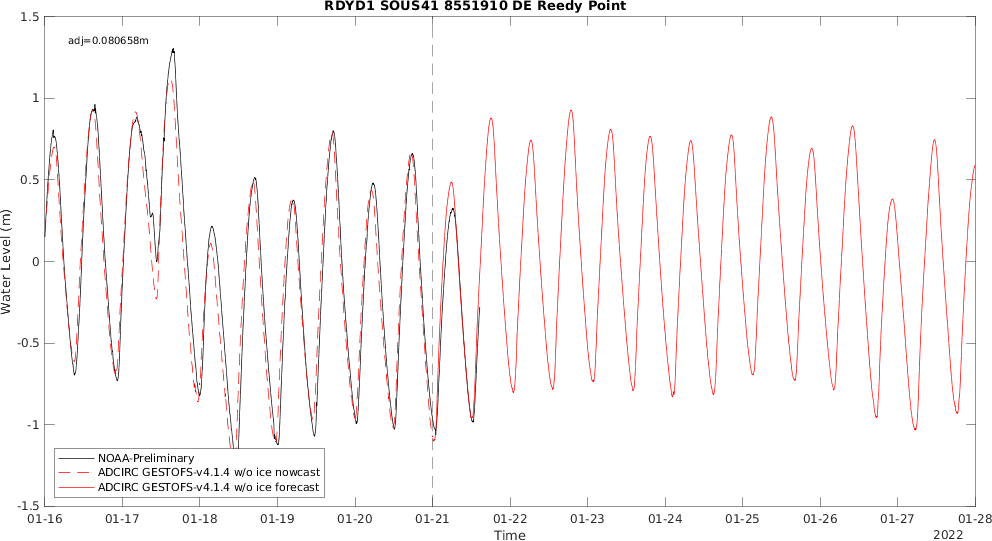 RDYD1 SOUS41 8551910 DE Reedy Point
adj=0.080658m
Water Level (m)
1.5
1
0.5
0
-0.5
-1
-1.5
NOAA-Preliminary
ADCIRC GESTOFS-v4.1.4 w/o ice nowcast
ADCIRC GESTOFS-v4.1.4 w/o ice forecast
01-16 01-17 01-18 01-19 01-20 01-21 01-22 01-23 01-24 01-25 01-26 01-27 01-28
Time
2022